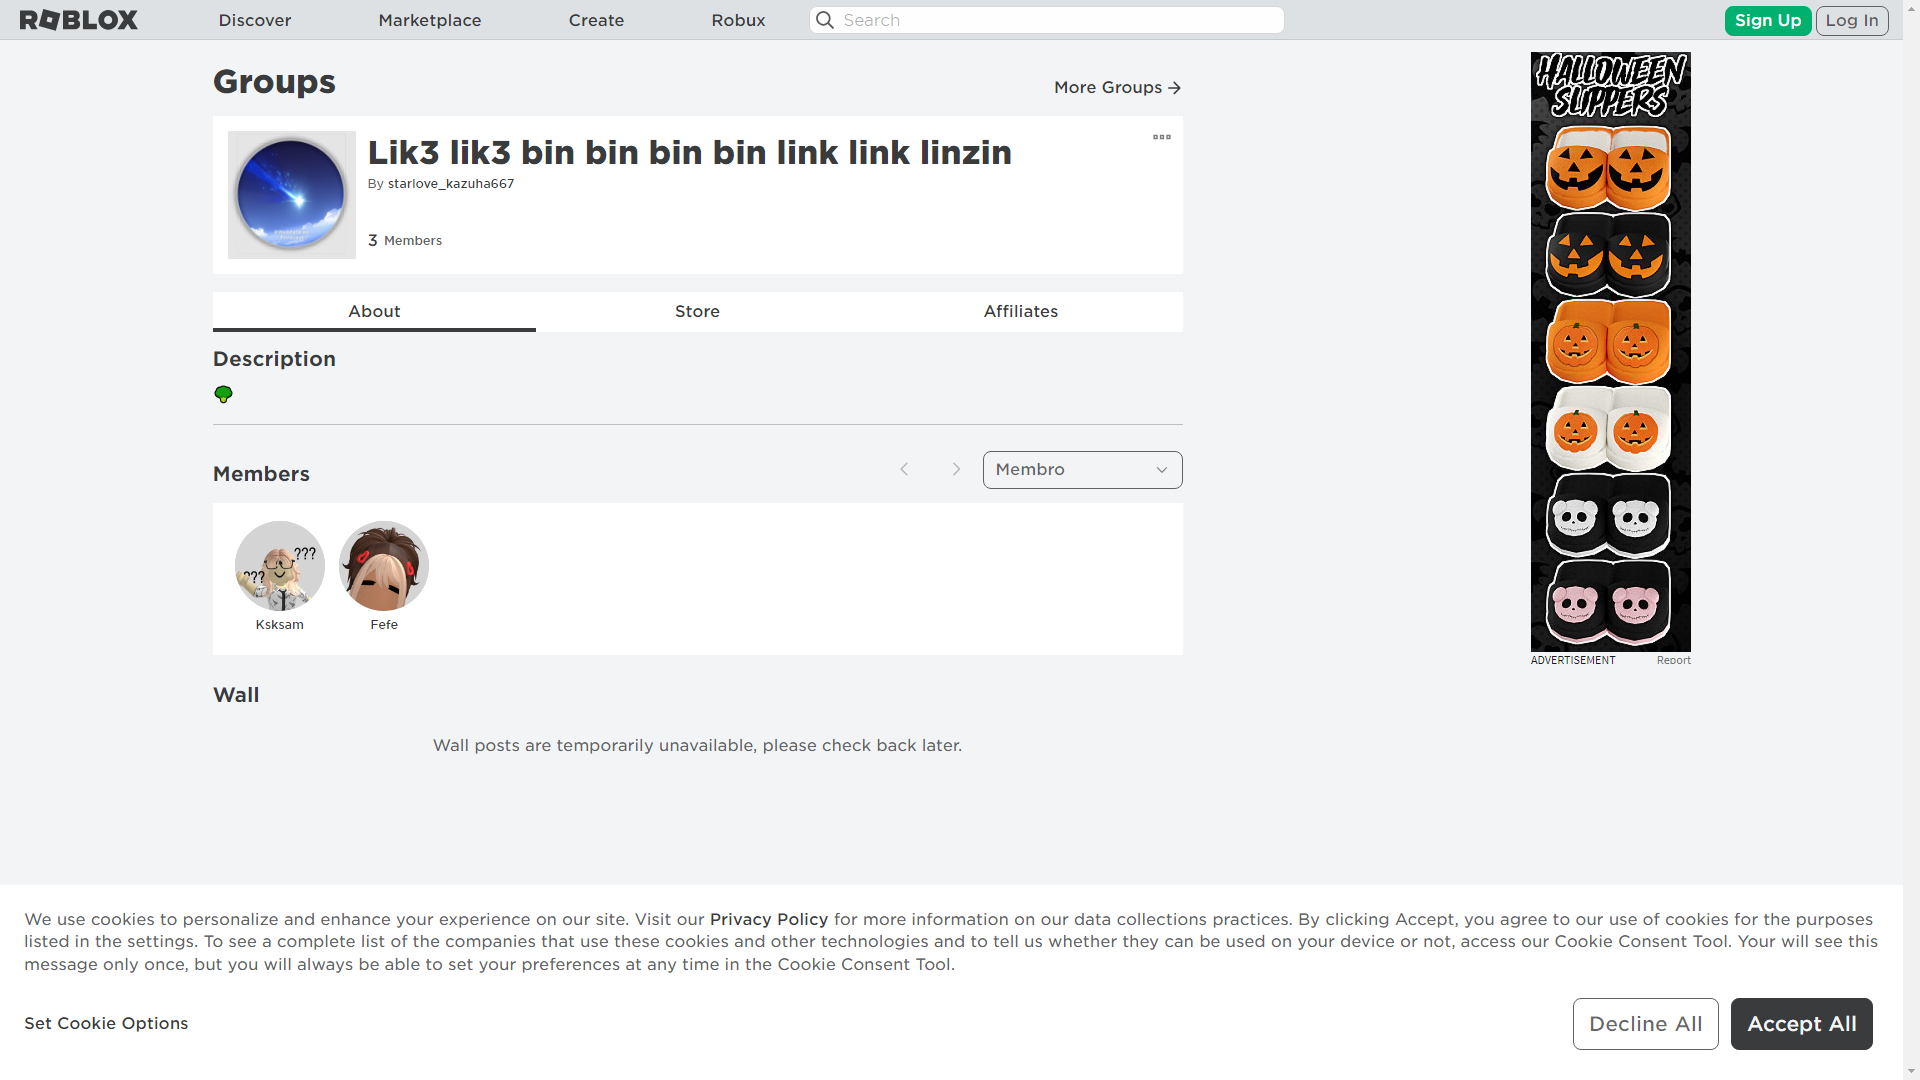 ROBLOX
Discover
Marketplace
Create
Robux
Search
Sign Up
Log In
Groups
More Groups
Lik3 lik3 bin bin bin bin link link linzin
By starlove_kazuha667
3 Members
About
Store
Affiliates
Description
Members
Membro
???
???
Ksksam
Fefe
Wall
Wall posts are temporarily unavailable, please check back later.
HALLOWEEN
SLIPPERS
ADVERTISEMENT
Report
We use cookies to personalize and enhance your experience on our site. Visit our Privacy Policy for more information on our data collections practices. By clicking Accept, you agree to our use of cookies for the purposes
listed in the settings. To see a complete list of the companies that use these cookies and other technologies and to tell us whether they can be used on your device or not, access our Cookie Consent Tool. Your will see this
message only once, but you will always be able to set your preferences at any time in the Cookie Consent Tool.
Set Cookie Options
Decline All
Accept All